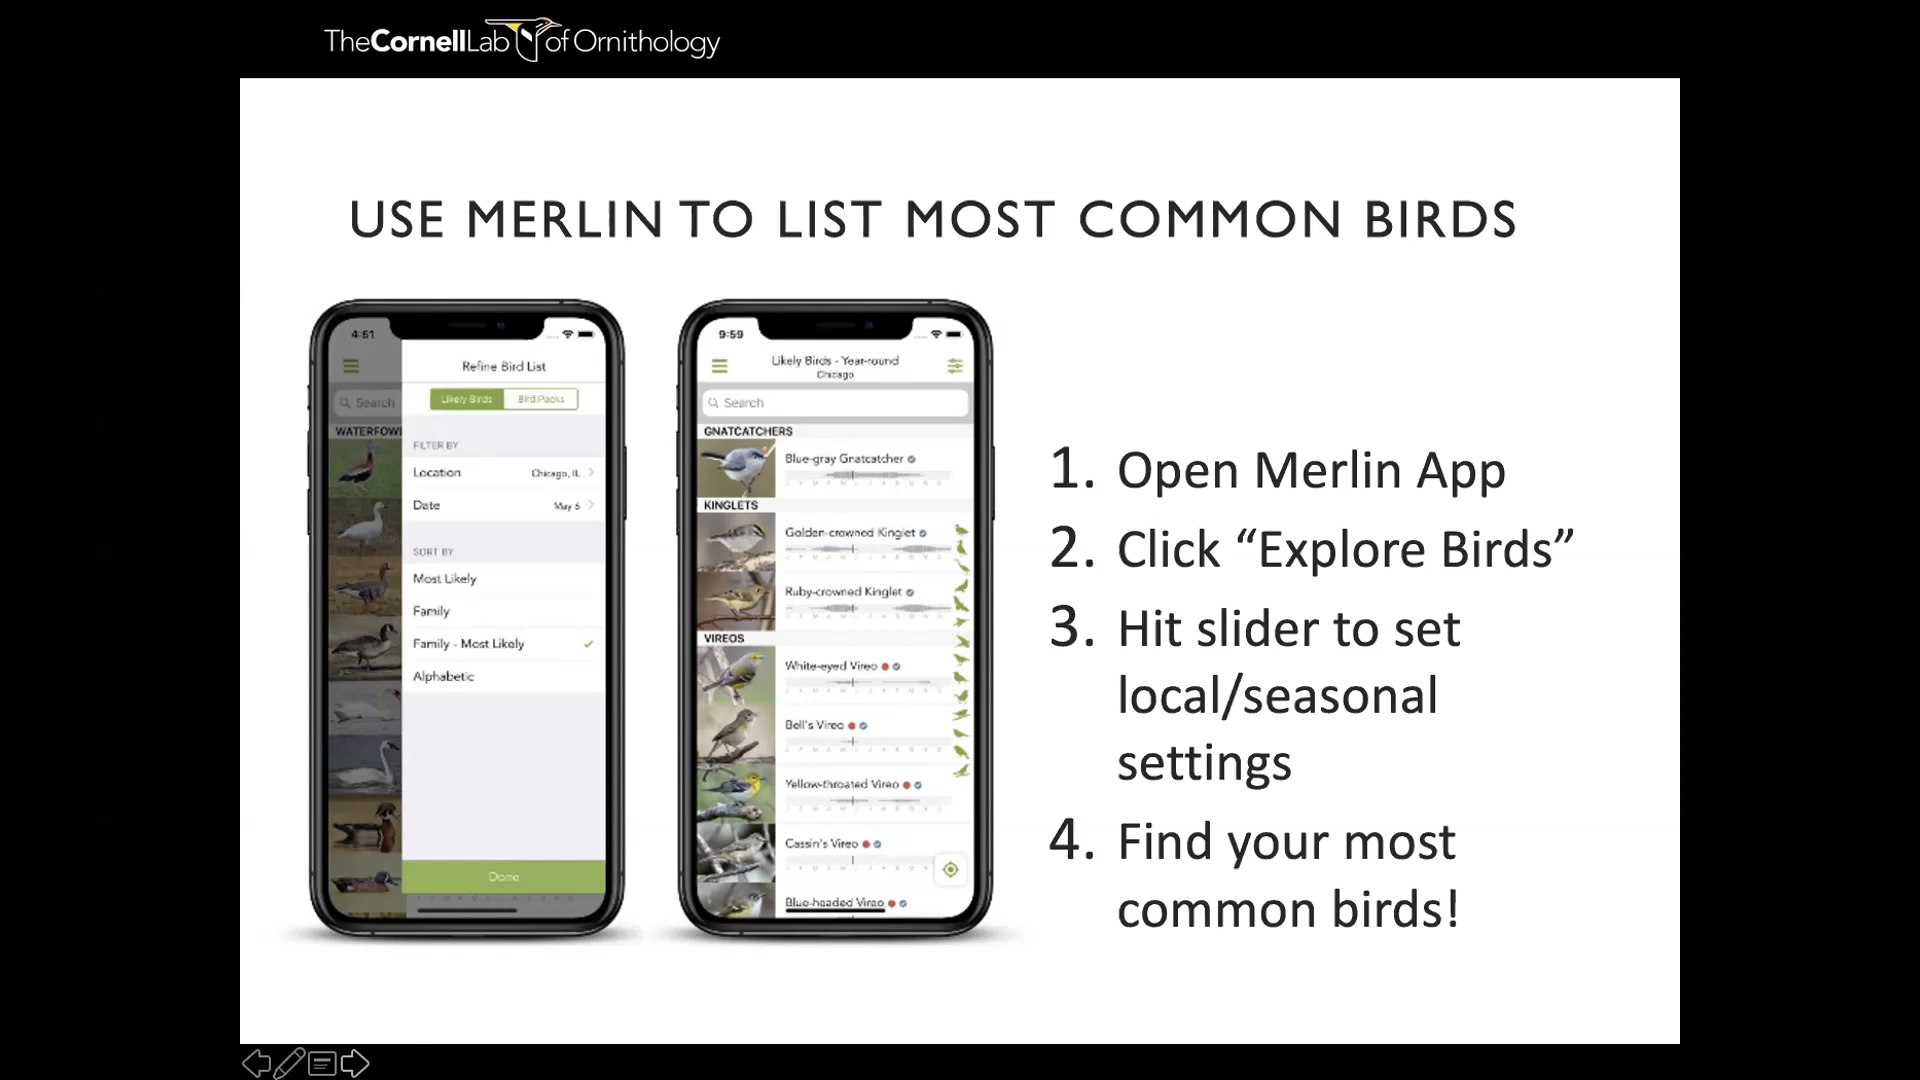 TheCornellLab of Ornithology
USE MERLIN TO LIST MOST COMMON BIRDS
4:51
Refine Bird List
Likely Birds
Bird Packs
Search
WATERFOWL
FILTER BY
Location
Chicago, IL
Date
May 6
SORT BY
Most Likely
Family
Family - Most Likely
Alphabetic
Done
9:59
Likely Birds - Year-round
Chicago
Search
GNATCATCHERS
Blue-gray Gnatcatcher
KINGLETS
Golden-crowned Kinglet
Ruby-crowned Kinglet
VIREOS
White-eyed Vireo
Bell's Vireo
Yellow-throated Vireo
Cassin's Vireo
Blue-headed Vireo
1. Open Merlin App
2. Click “Explore Birds”
3. Hit slider to set
local/seasonal
settings
4. Find your most
common birds!